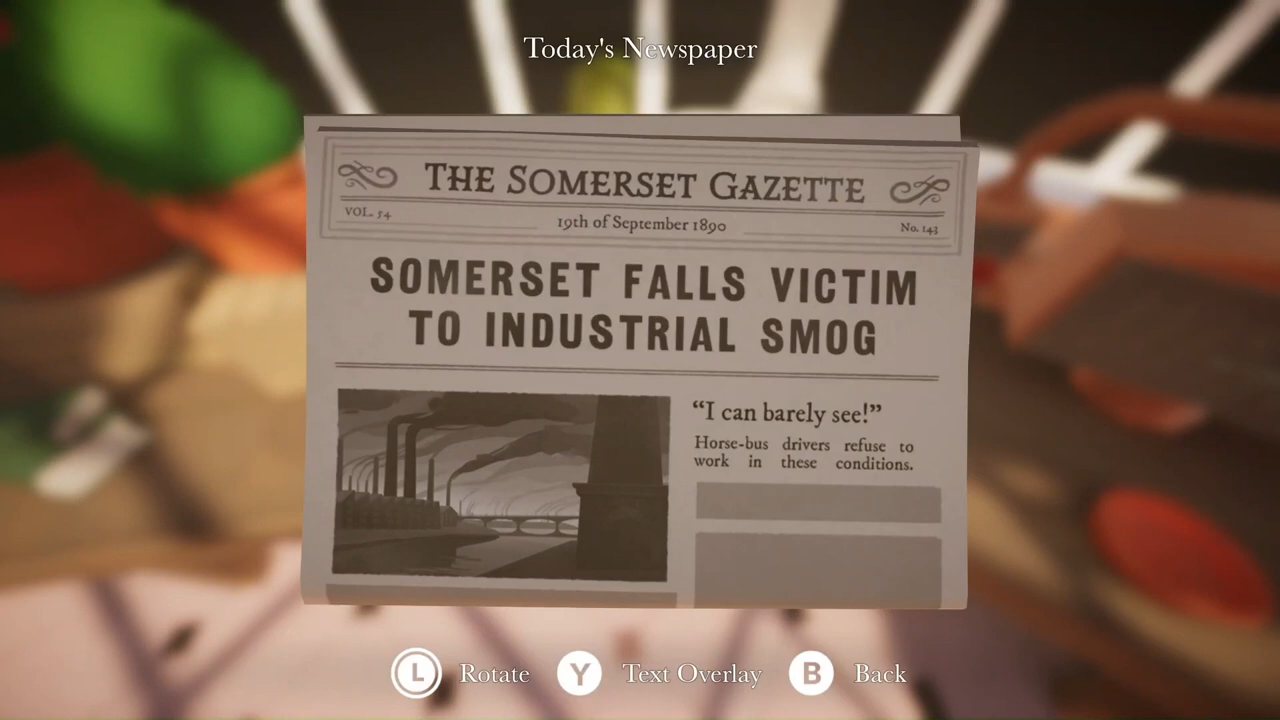 Today's Newspaper
THE SOMERSET GAZETTE
VOL. 54
19th of September 1890
No. 143
SOMERSET FALLS VICTIM
TO INDUSTRIAL SMOG
“I can barely see!”
Horse-bus drivers refuse to
work in these conditions.
L Rotate Y Text Overlay B Back